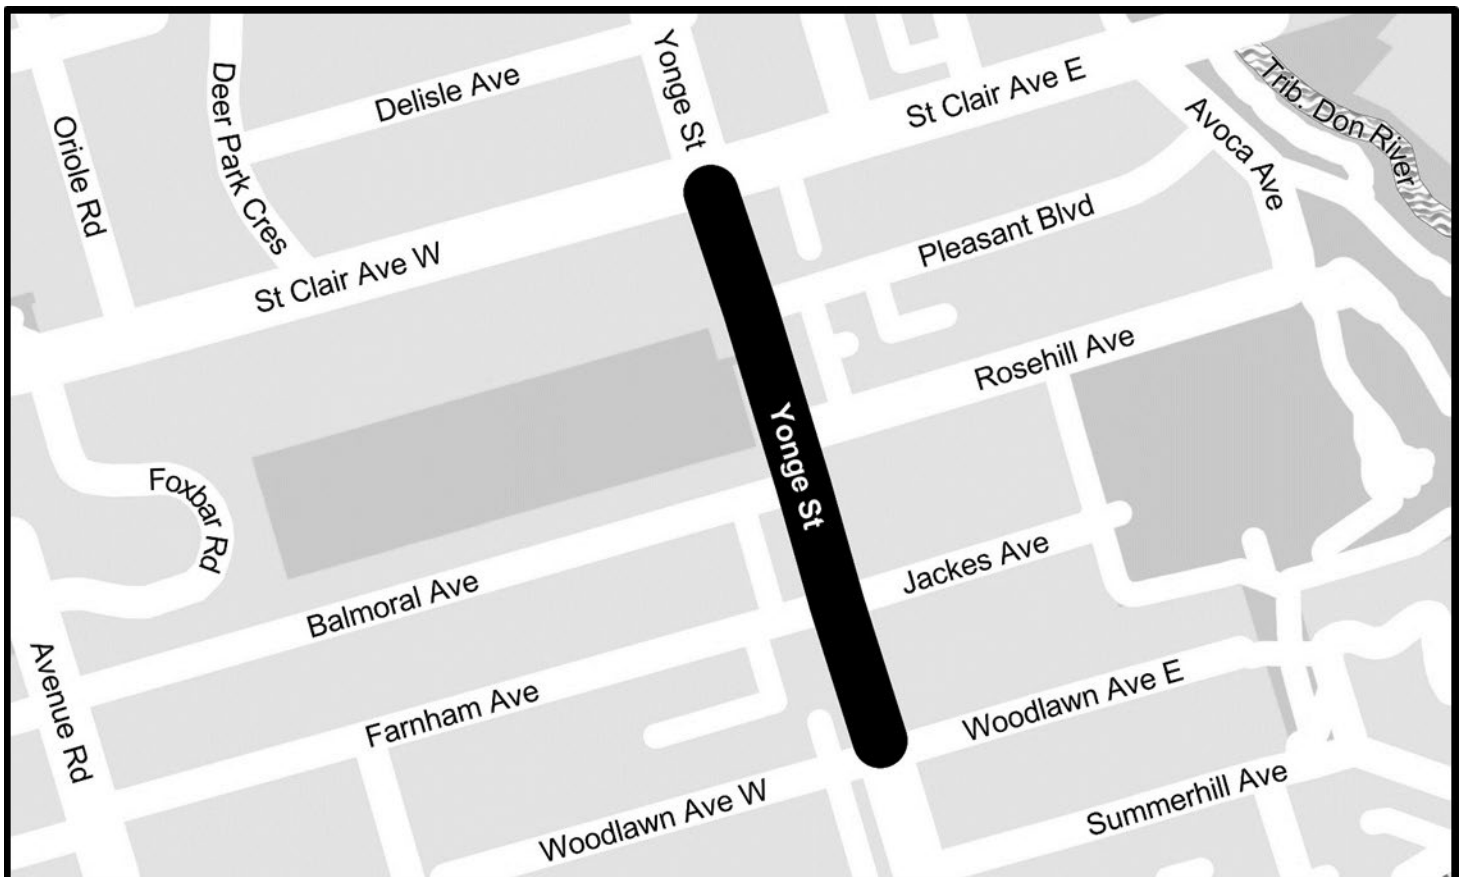 Yonge St
Deer Park Cres
Delisle Ave
St Clair Ave E
Trib. Don River
Oriole Rd
Avoca Ave
St Clair Ave W
Pleasant Blvd
Rosehill Ave
Yonge St
Foxbar Rd
Balmoral Ave
Jackes Ave
Avenue Rd
Farnham Ave
Woodlawn Ave E
Woodlawn Ave W
Summerhill Ave